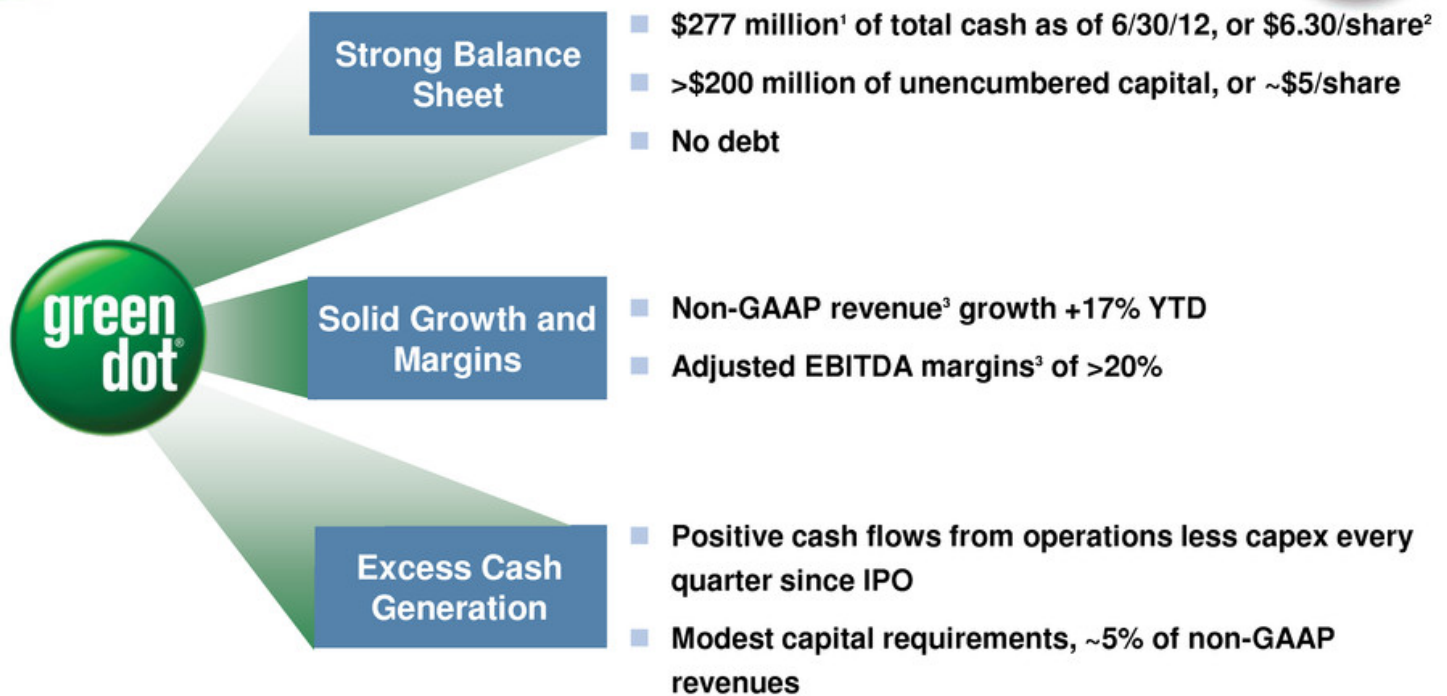 $277 million¹ of total cash as of 6/30/12, or $6.30/share²
Strong Balance
Sheet
>$200 million of unencumbered capital, or ~$5/share
No debt
green
dot®
Solid Growth and
Margins
Non-GAAP revenue³ growth +17% YTD
Adjusted EBITDA margins³ of >20%
Excess Cash
Generation
Positive cash flows from operations less capex every
quarter since IPO
Modest capital requirements, ~5% of non-GAAP
revenues